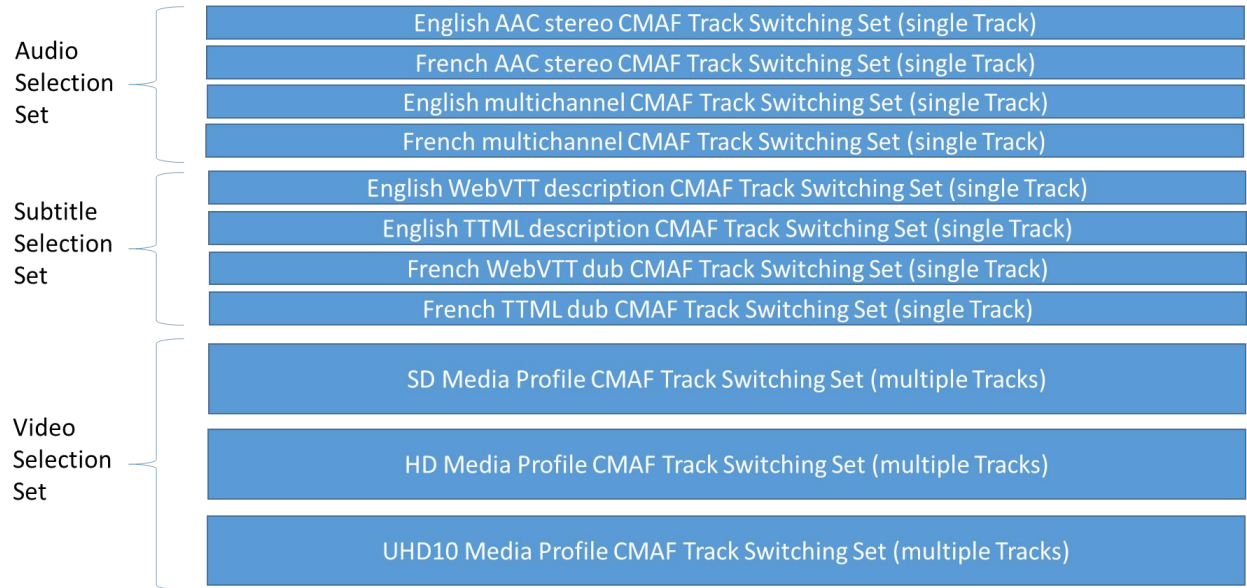 Audio
Selection
Set
English AAC stereo CMAF Track Switching Set (single Track)
French AAC stereo CMAF Track Switching Set (single Track)
English multichannel CMAF Track Switching Set (single Track)
French multichannel CMAF Track Switching Set (single Track)
Subtitle
Selection
Set
English WebVTT description CMAF Track Switching Set (single Track)
English TTML description CMAF Track Switching Set (single Track)
French WebVTT dub CMAF Track Switching Set (single Track)
French TTML dub CMAF Track Switching Set (single Track)
Video
Selection
Set
SD Media Profile CMAF Track Switching Set (multiple Tracks)
HD Media Profile CMAF Track Switching Set (multiple Tracks)
UHD10 Media Profile CMAF Track Switching Set (multiple Tracks)